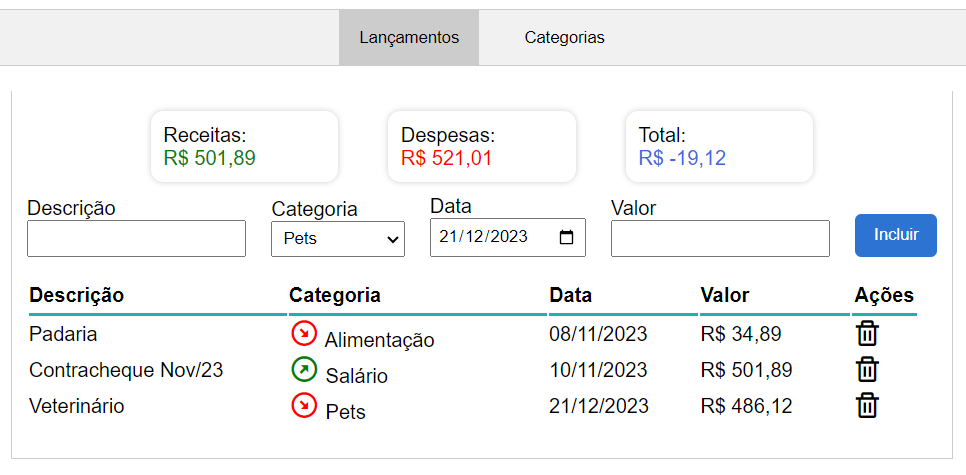 Lançamentos Categorias
Receitas: Despesas: Total:
R$ 501,89 R$ 521,01 R$ -19,12
Descrição Categoria Data Valor
Pets 21/12/2023 Incluir
Descrição Categoria Data Valor Ações
Padaria Alimentação 08/11/2023 R$ 34,89
Contracheque Nov/23 Salário 10/11/2023 R$ 501,89
Veterinário Pets 21/12/2023 R$ 486,12